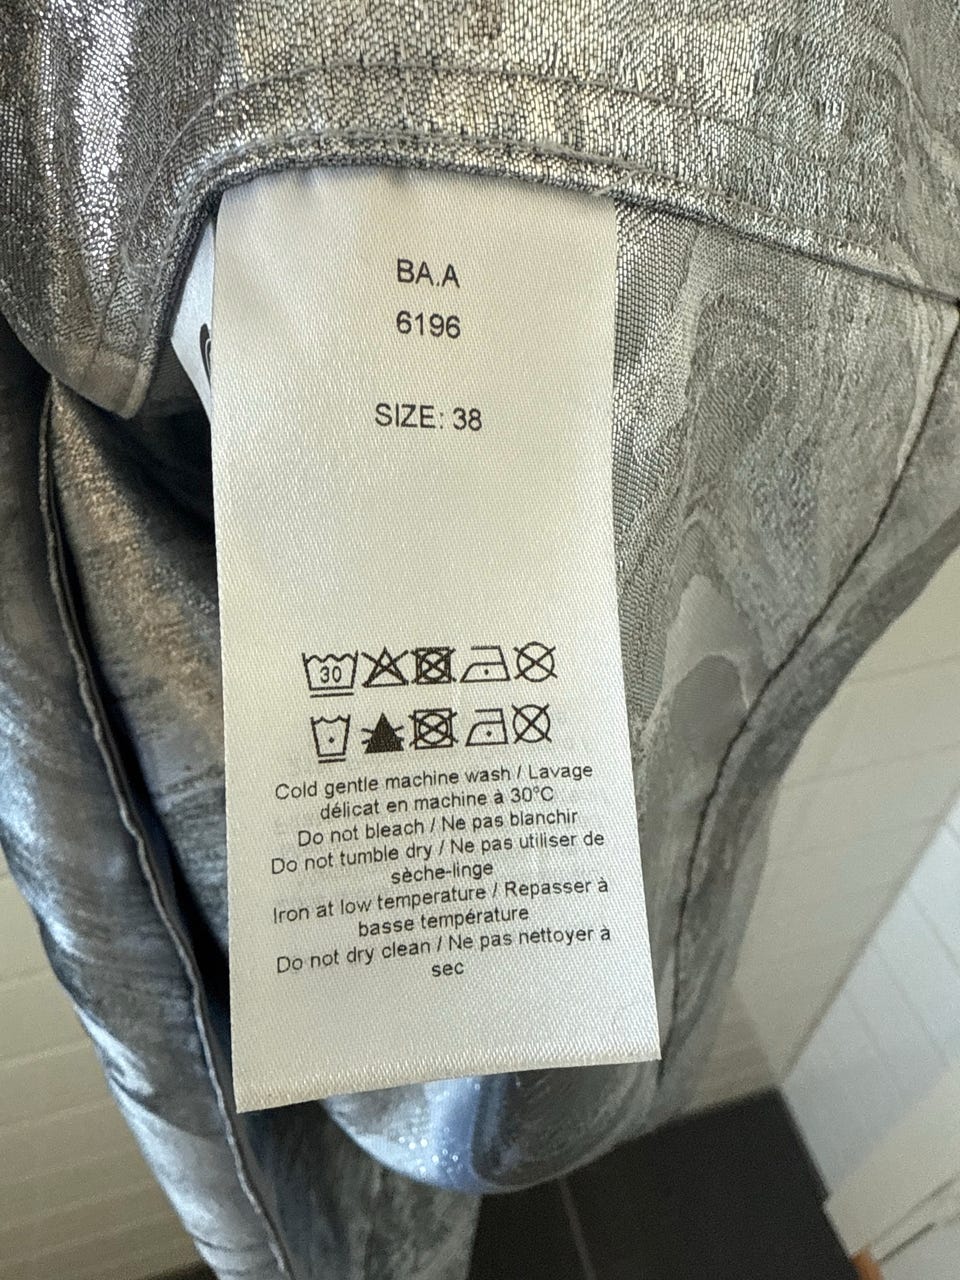 BA.A
6196
SIZE: 38
30
Cold gentle machine wash / Lavage
délicat en machine à 30°C
Do not bleach / Ne pas blanchir
Do not tumble dry / Ne pas utiliser de
sèche-linge
Iron at low temperature / Repasser à
basse température
Do not dry clean / Ne pas nettoyer à
sec